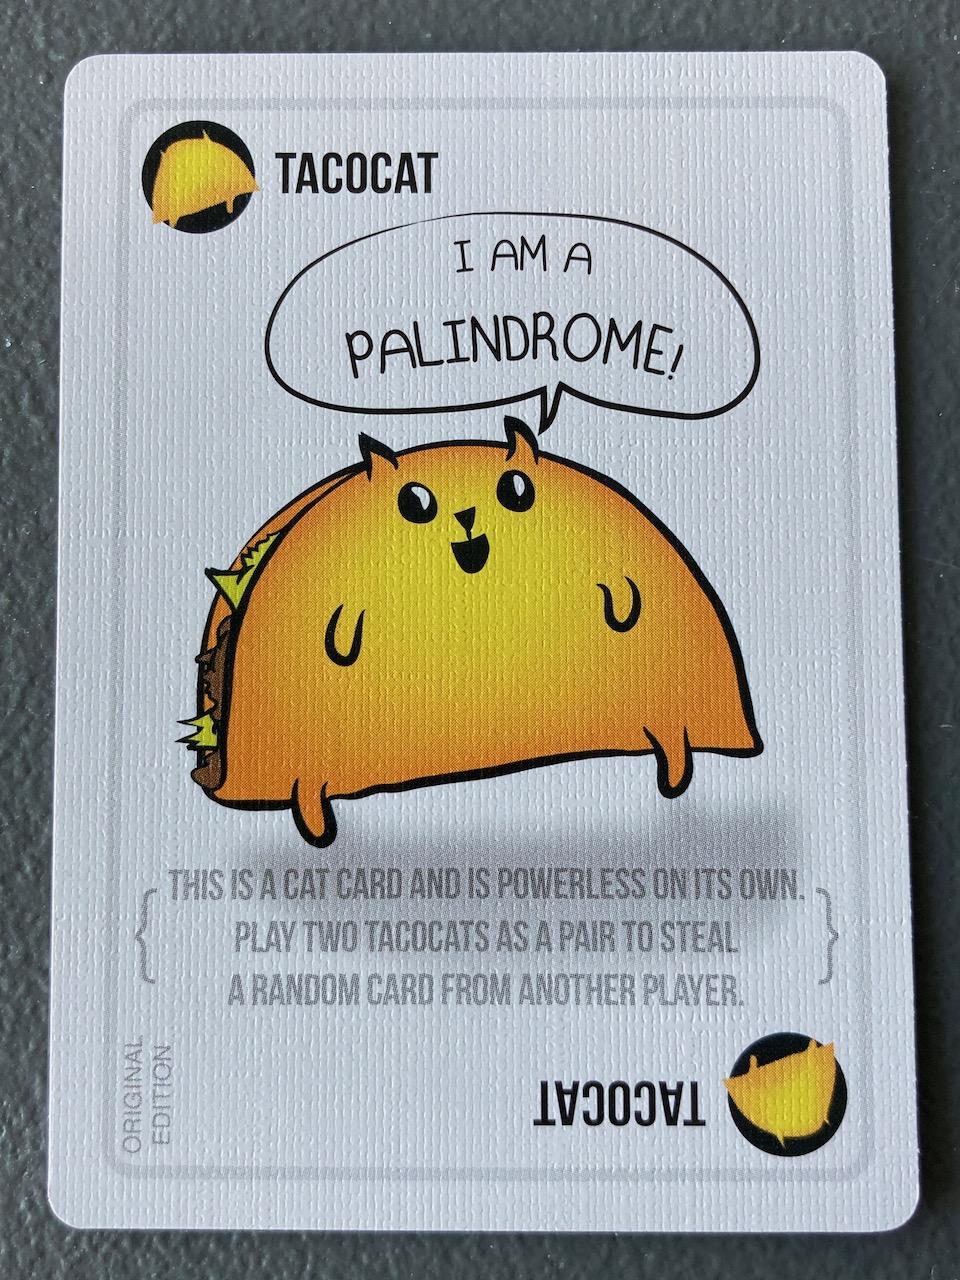 TACOCAT
I AM A
PALINDROME!
THIS IS A CAT CARD AND IS POWERLESS ON ITS OWN.
PLAY TWO TACOCATS AS A PAIR TO STEAL
A RANDOM CARD FROM ANOTHER PLAYER.
ORIGINAL
EDITION
TACOCAT